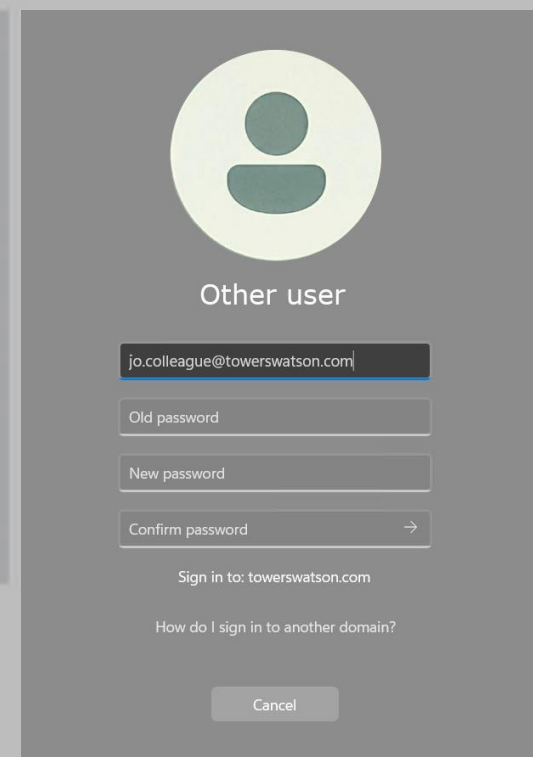 Other user
jo.colleague@towerswatson.com
Old password
New password
Confirm password
Sign in to: towerswatson.com
How do I sign in to another domain?
Cancel